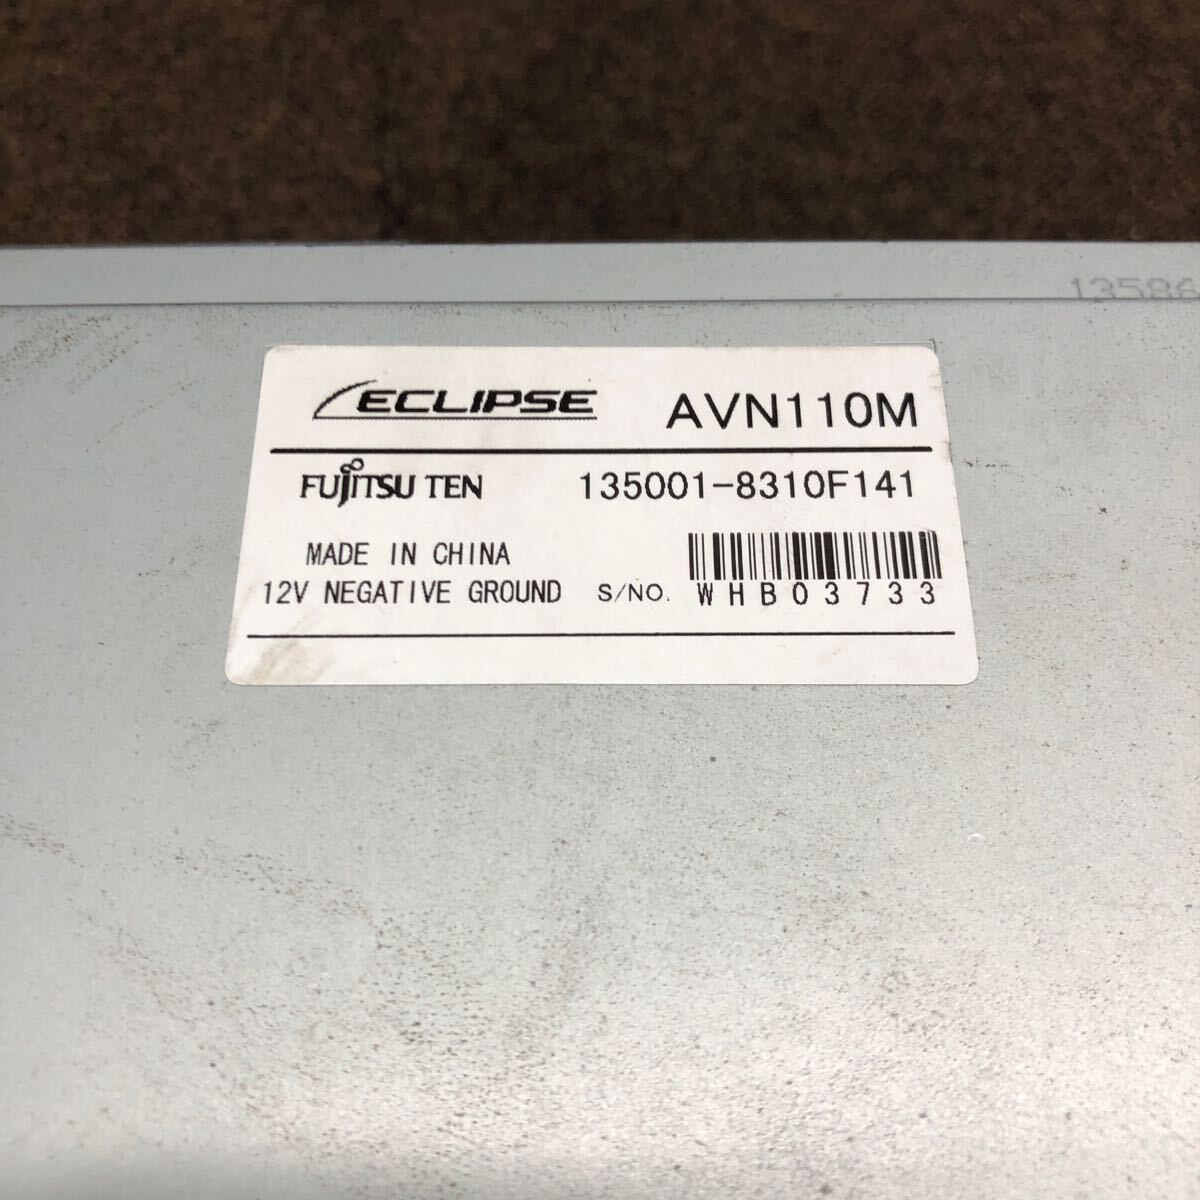 13586
ECLIPSE AVN110M
FUJITSU TEN 135001-8310F141
MADE IN CHINA
12V NEGATIVE GROUND S/NO. WHB03733